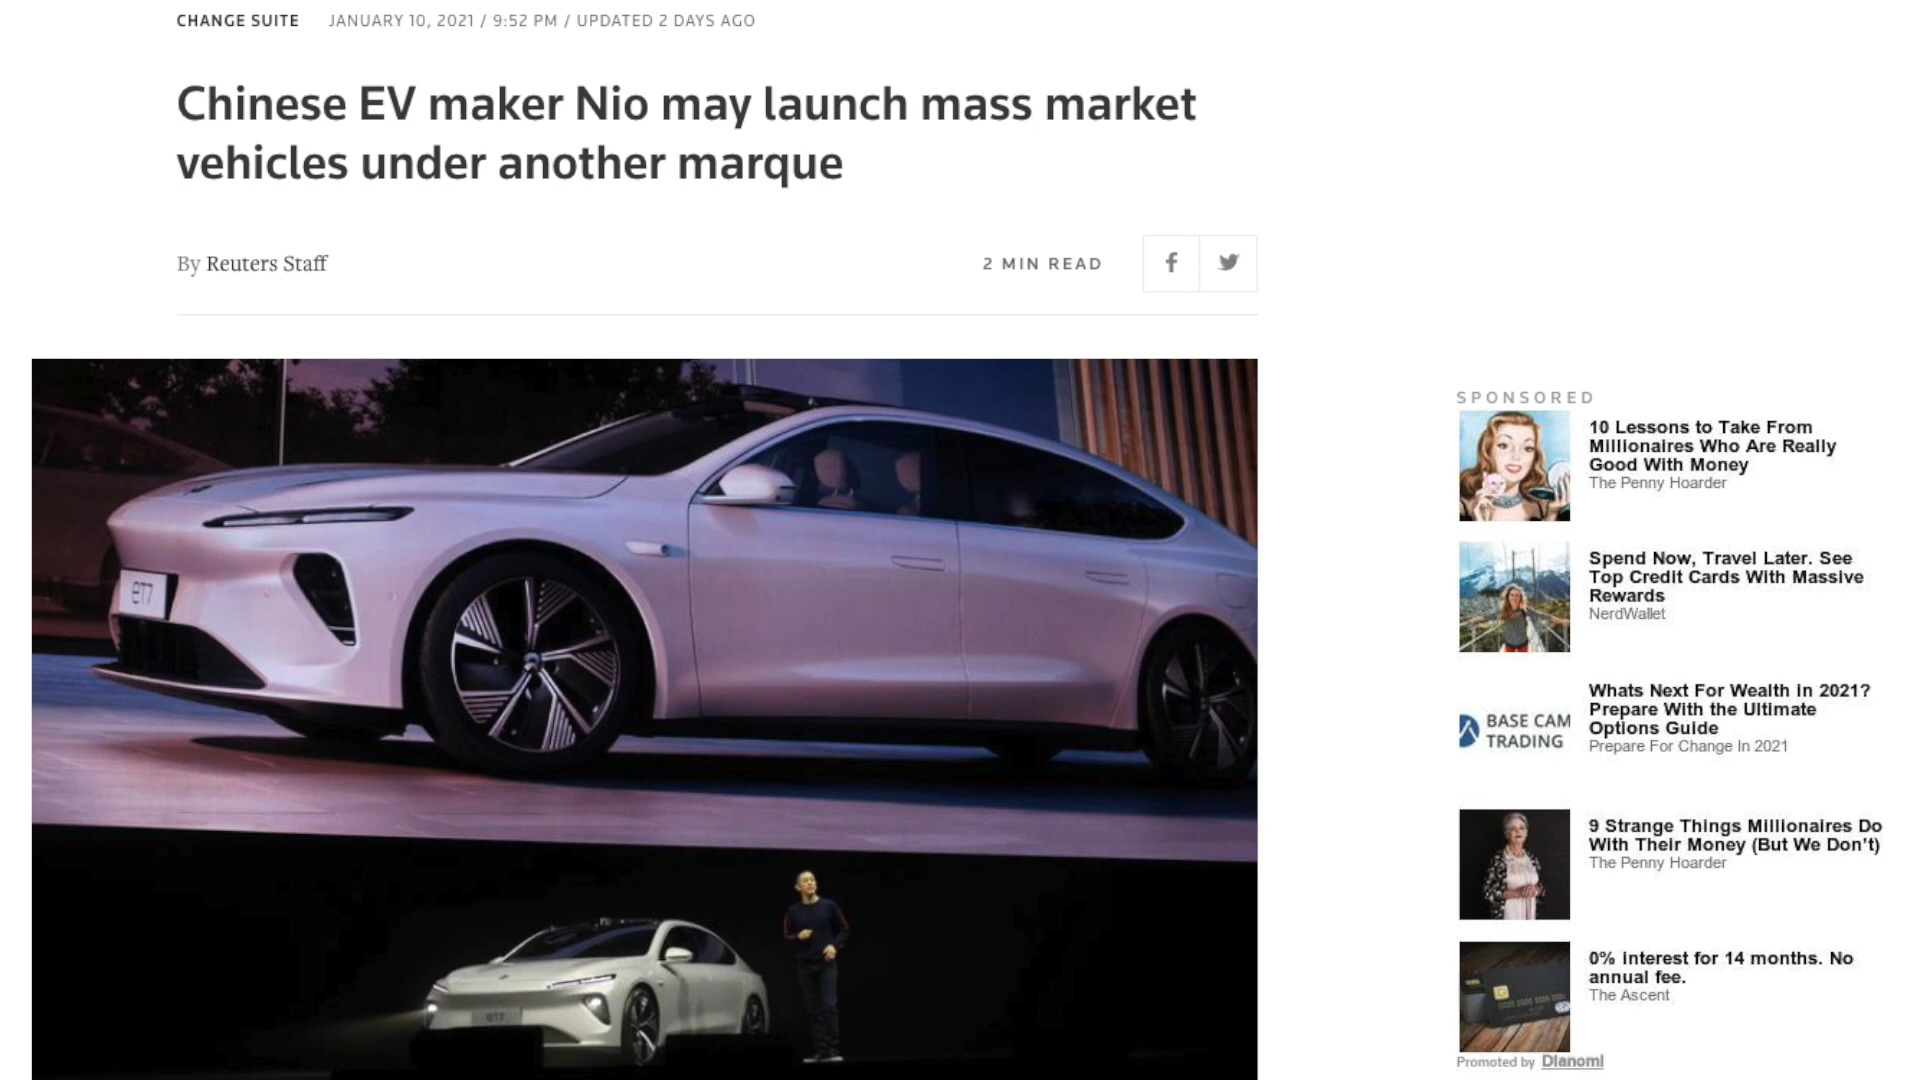 CHANGE SUITE JANUARY 10, 2021 / 9:52 PM / UPDATED 2 DAYS AGO
Chinese EV maker Nio may launch mass market
vehicles under another marque
By Reuters Staff
2 MIN READ
eT7
eT7
SPONSORED
10 Lessons to Take From
Millionaires Who Are Really
Good With Money
The Penny Hoarder
Spend Now, Travel Later. See
Top Credit Cards With Massive
Rewards
NerdWallet
BASE CAM
TRADING
Whats Next For Wealth in 2021?
Prepare With the Ultimate
Options Guide
Prepare For Change In 2021
9 Strange Things Millionaires Do
With Their Money (But We Don't)
The Penny Hoarder
0% interest for 14 months. No
annual fee.
The Ascent
Promoted by Dianomi